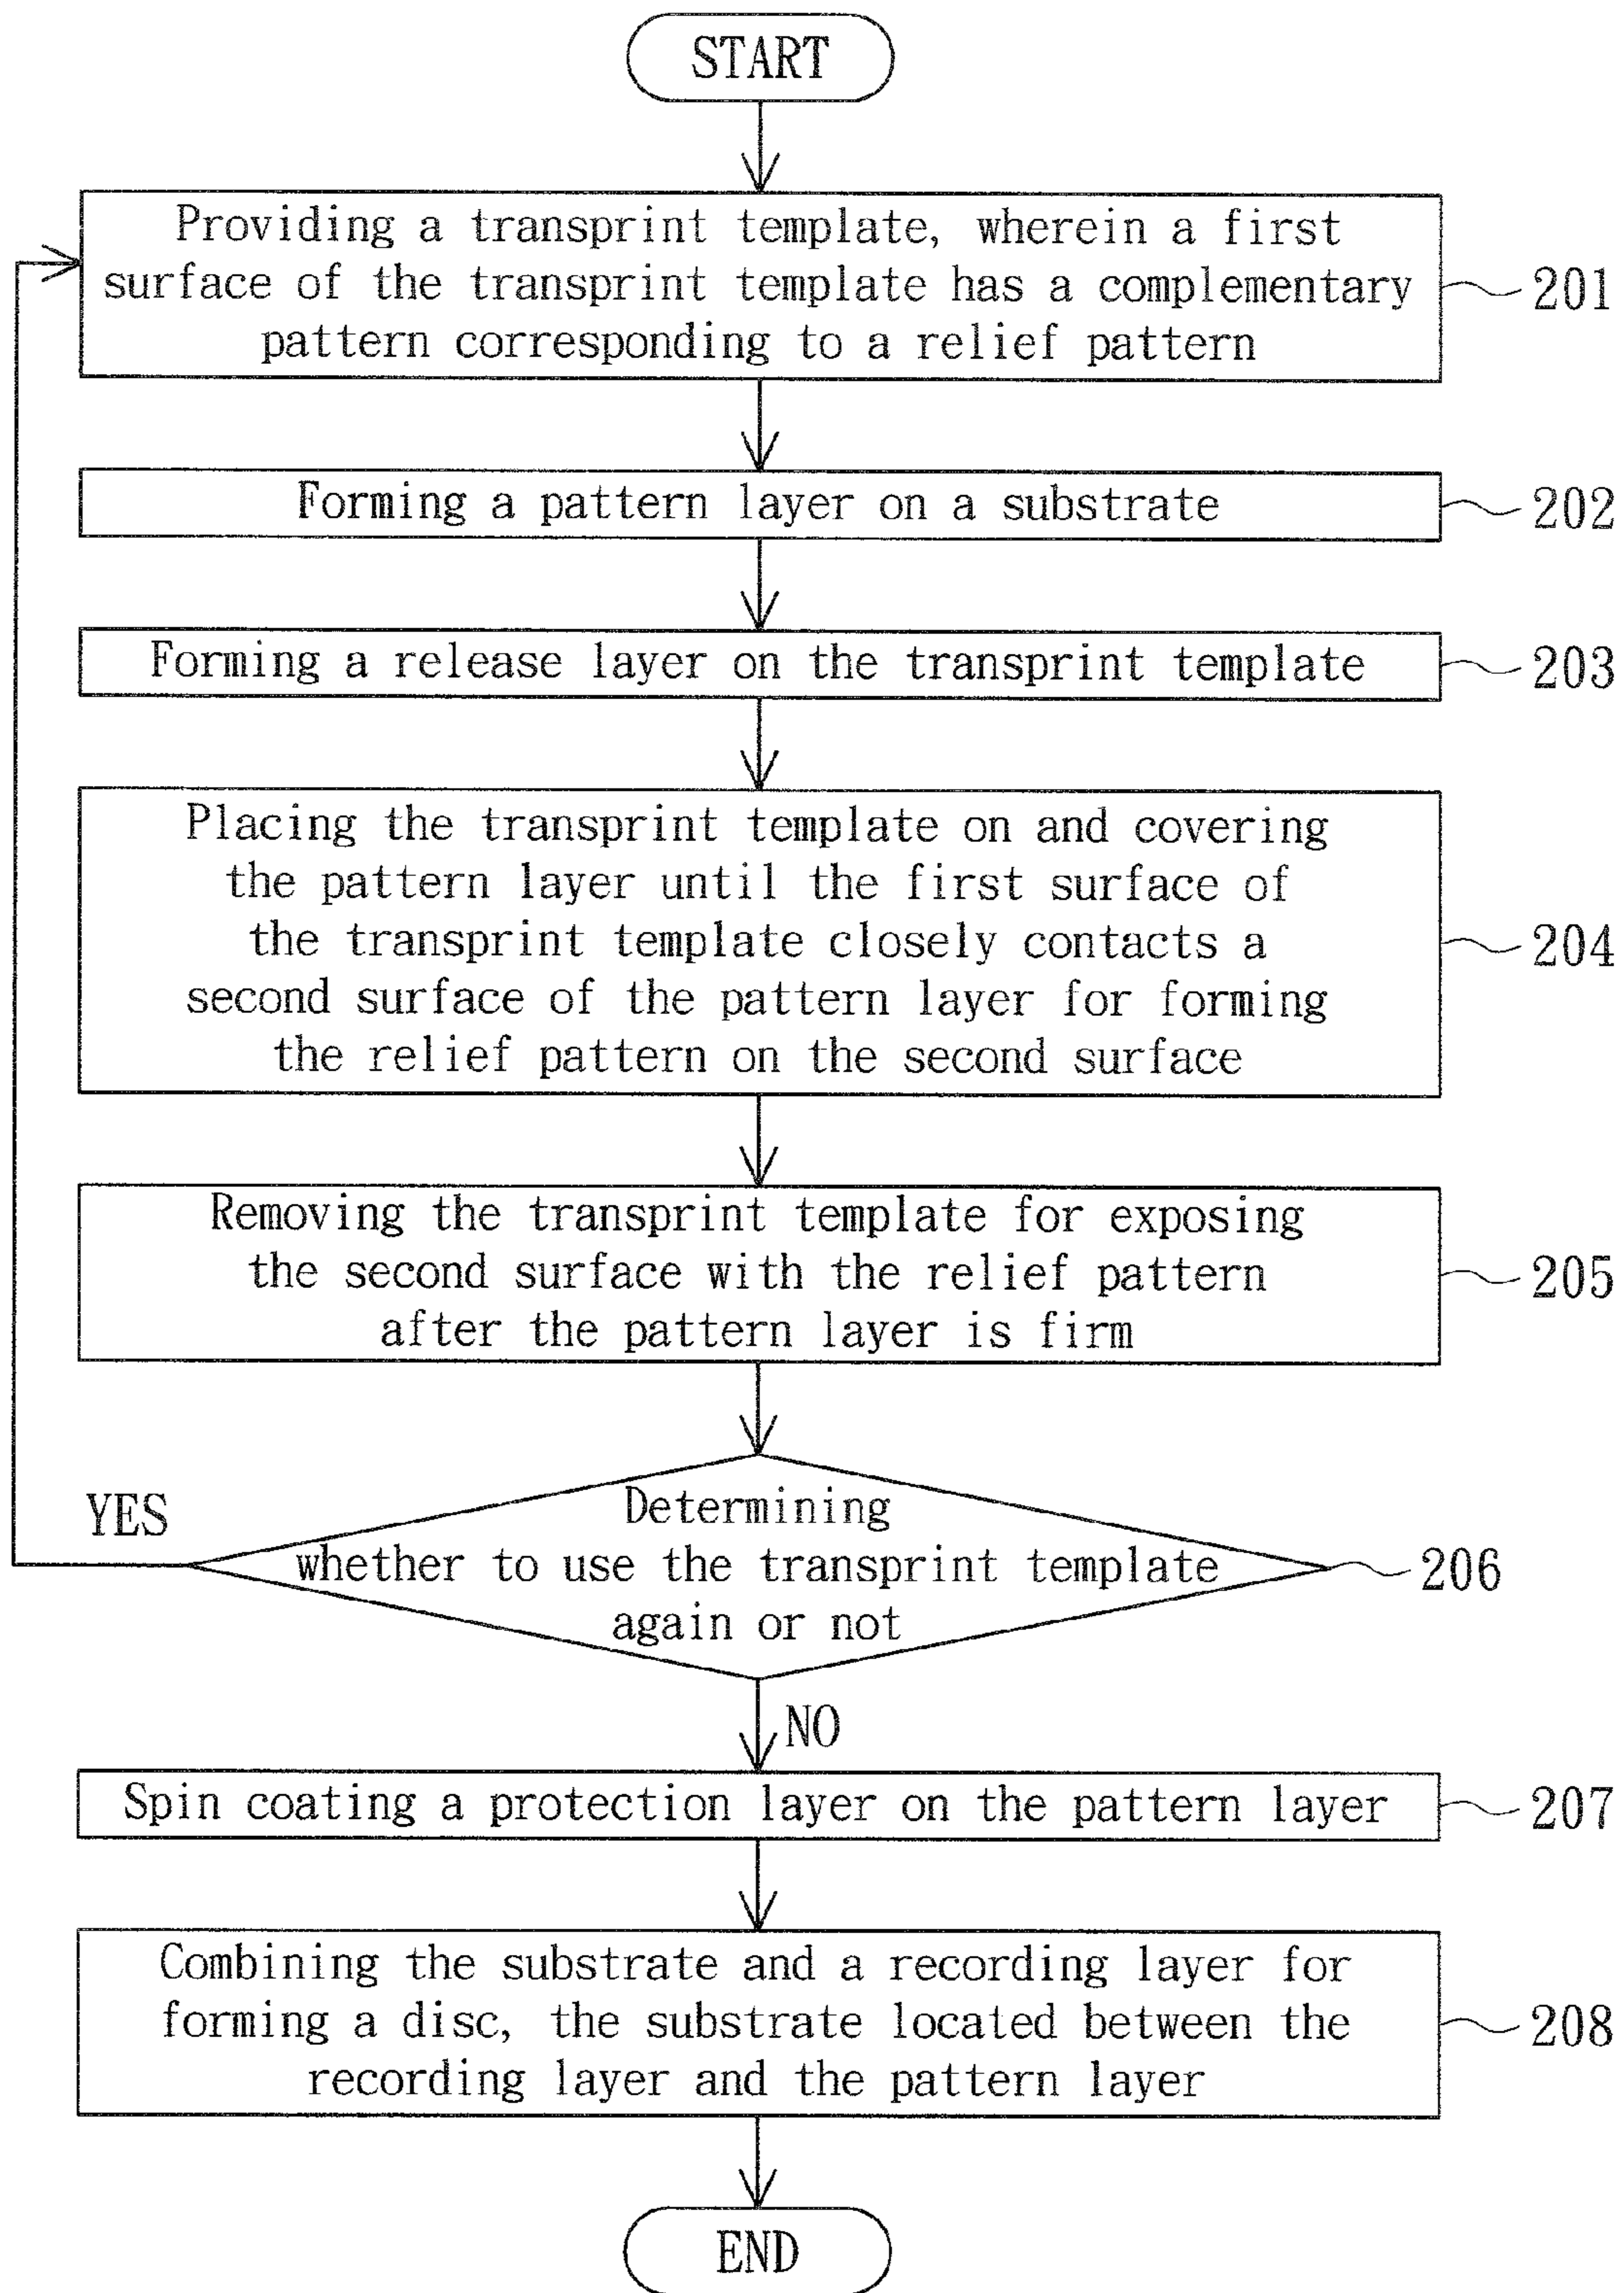 START
Providing a transprint template, wherein a first
surface of the transprint template has a complementary
pattern corresponding to a relief pattern
201
Forming a pattern layer on a substrate
202
Forming a release layer on the transprint template
203
Placing the transprint template on and covering
the pattern layer until the first surface of
the transprint template closely contacts a
second surface of the pattern layer for forming
the relief pattern on the second surface
204
Removing the transprint template for exposing
the second surface with the relief pattern
after the pattern layer is firm
205
YES
Determining
whether to use the transprint template
again or not
206
NO
Spin coating a protection layer on the pattern layer
207
Combining the substrate and a recording layer for
forming a disc, the substrate located between the
recording layer and the pattern layer
208
END